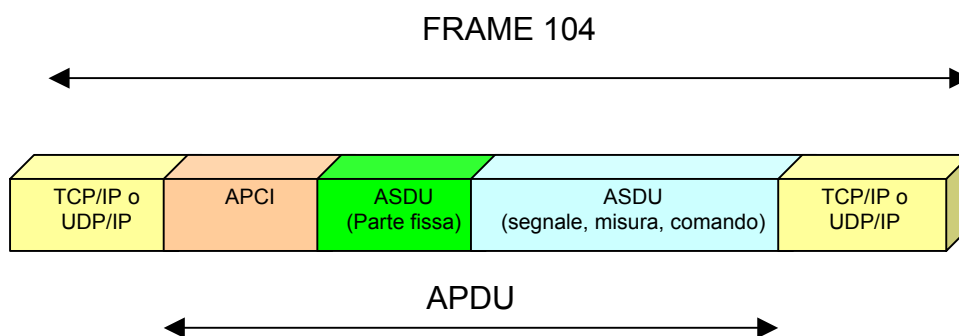 FRAME 104
TCP/IP o
UDP/IP
APCI
ASDU
(Parte fissa)
ASDU
(segnale, misura, comando)
TCP/IP o
UDP/IP
APDU